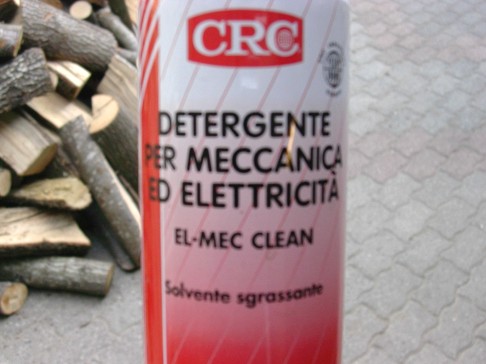 CRC
DETERGENTE
PER MECCANICA
ED ELETTRICITÀ
EL-MEC CLEAN
Solvente sgrassante